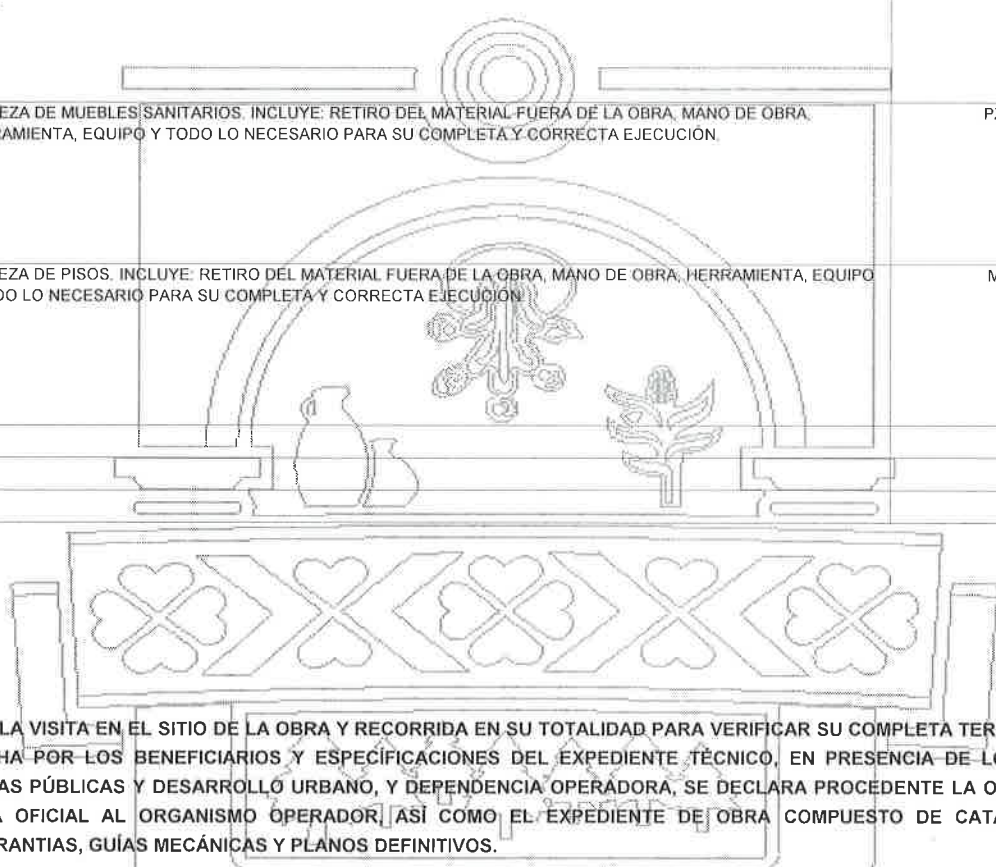 EZA DE MUEBLES SANITARIOS. INCLUYE: RETIRO DEL MATERIAL FUERA DE LA OBRA, MANO DE OBRA, PZ
RAMIENTA, EQUIPO Y TODO LO NECESARIO PARA SU COMPLETA Y CORRECTA EJECUCIÓN.
EZA DE PISOS. INCLUYE: RETIRO DEL MATERIAL FUERA DE LA OBRA, MANO DE OBRA, HERRAMIENTA, EQUIPO M
DO LO NECESARIO PARA SU COMPLETA Y CORRECTA EJECUCIÓN
LA VISITA EN EL SITIO DE LA OBRA Y RECORRIDA EN SU TOTALIDAD PARA VERIFICAR SU COMPLETA TER
HA POR LOS BENEFICIARIOS Y ESPECÍFICACIONES DEL EXPEDIENTE TÈCNICO, EN PRESENCIA DE LO
AS PÚBLICAS Y DESARROLLO URBANO, Y DEPENDENCIA OPERADORA, SE DECLARA PROCEDENTE LA O
A OFICIAL AL ORGANISMO OPERADOR, ASÍ COMO EL EXPEDIENTE DE OBRA COMPUESTO DE CATÁ
RANTIAS, GUÍAS MECÁNICAS Y PLANOS DEFINITIVOS.